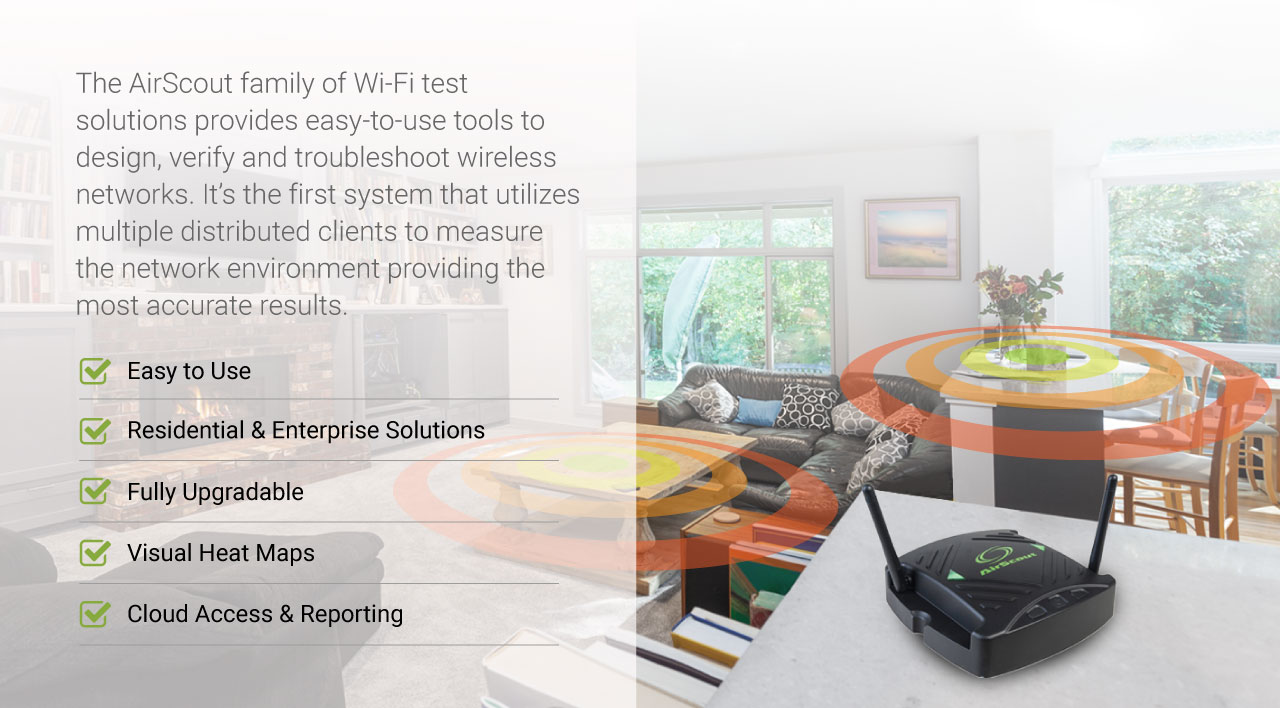 The AirScout family of Wi-Fi test
solutions provides easy-to-use tools to
design, verify and troubleshoot wireless
networks. It’s the first system that utilizes
multiple distributed clients to measure
the network environment providing the
most accurate results.
Easy to Use
Residential & Enterprise Solutions
Fully Upgradable
Visual Heat Maps
Cloud Access & Reporting
AirScout